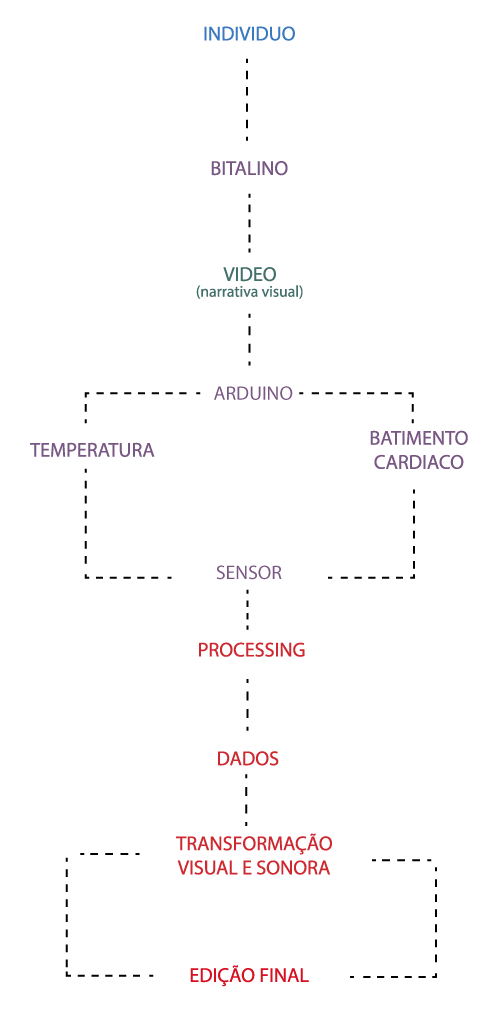 INDIVIDUO
BITALINO
VIDEO
(narrativa visual)
ARDUINO
TEMPERATURA
BATIMENTO
CARDIACO
SENSOR
PROCESSING
DADOS
TRANSFORMAÇÃO
VISUAL E SONORA
EDIÇÃO FINAL